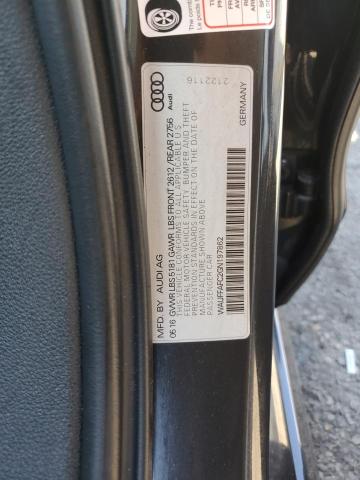 MFD. BY AUDI AG
06 16 GVWR LBS 5181 GAWR LBS FRONT 2612 /REAR 2756
THIS VEHICLE CONFORMS TO ALL APPLICABLE U.S.
FEDERAL MOTOR VEHICLE SAFETY, BUMPER AND THEFT
PREVENTION STANDARDS IN EFFECT ON THE DATE OF
MANUFACTURE SHOWN ABOVE
PASSENGER CAR
WAUFFAFC2GN197862
GERMANY
Audi
2122116